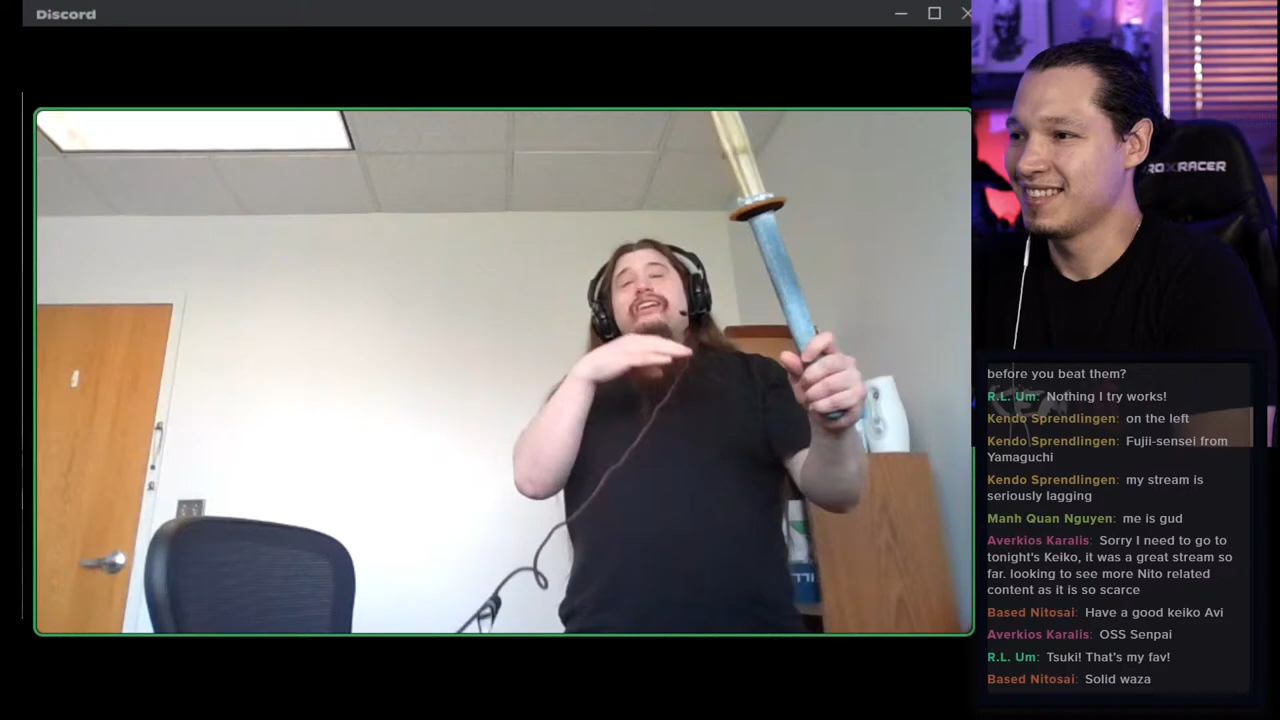 Discord
ROXRACER
before you beat them?
R.L. Um: Nothing I try works!
Kendo Sprendlingen: on the left
Kendo Sprendlingen: Fujii-sensei from
Yamaguchi
Kendo Sprendlingen: my stream is
seriously lagging
Manh Quan Nguyen: me is gud
Averkios Karalis: Sorry I need to go to
tonight's Keiko, it was a great stream so
far. looking to see more Nito related
content as it is so scarce
Based Nitosai: Have a good keiko Avi
Averkios Karalis: OSS Senpai
R.L. Um: Tsuki! That's my fav!
Based Nitosai: Solid waza